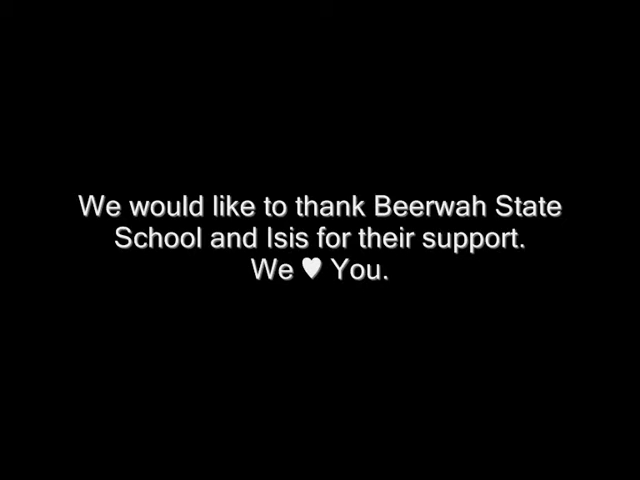 We would like to thank Beerwah State
School and Isis for their support.
We ♥ You.